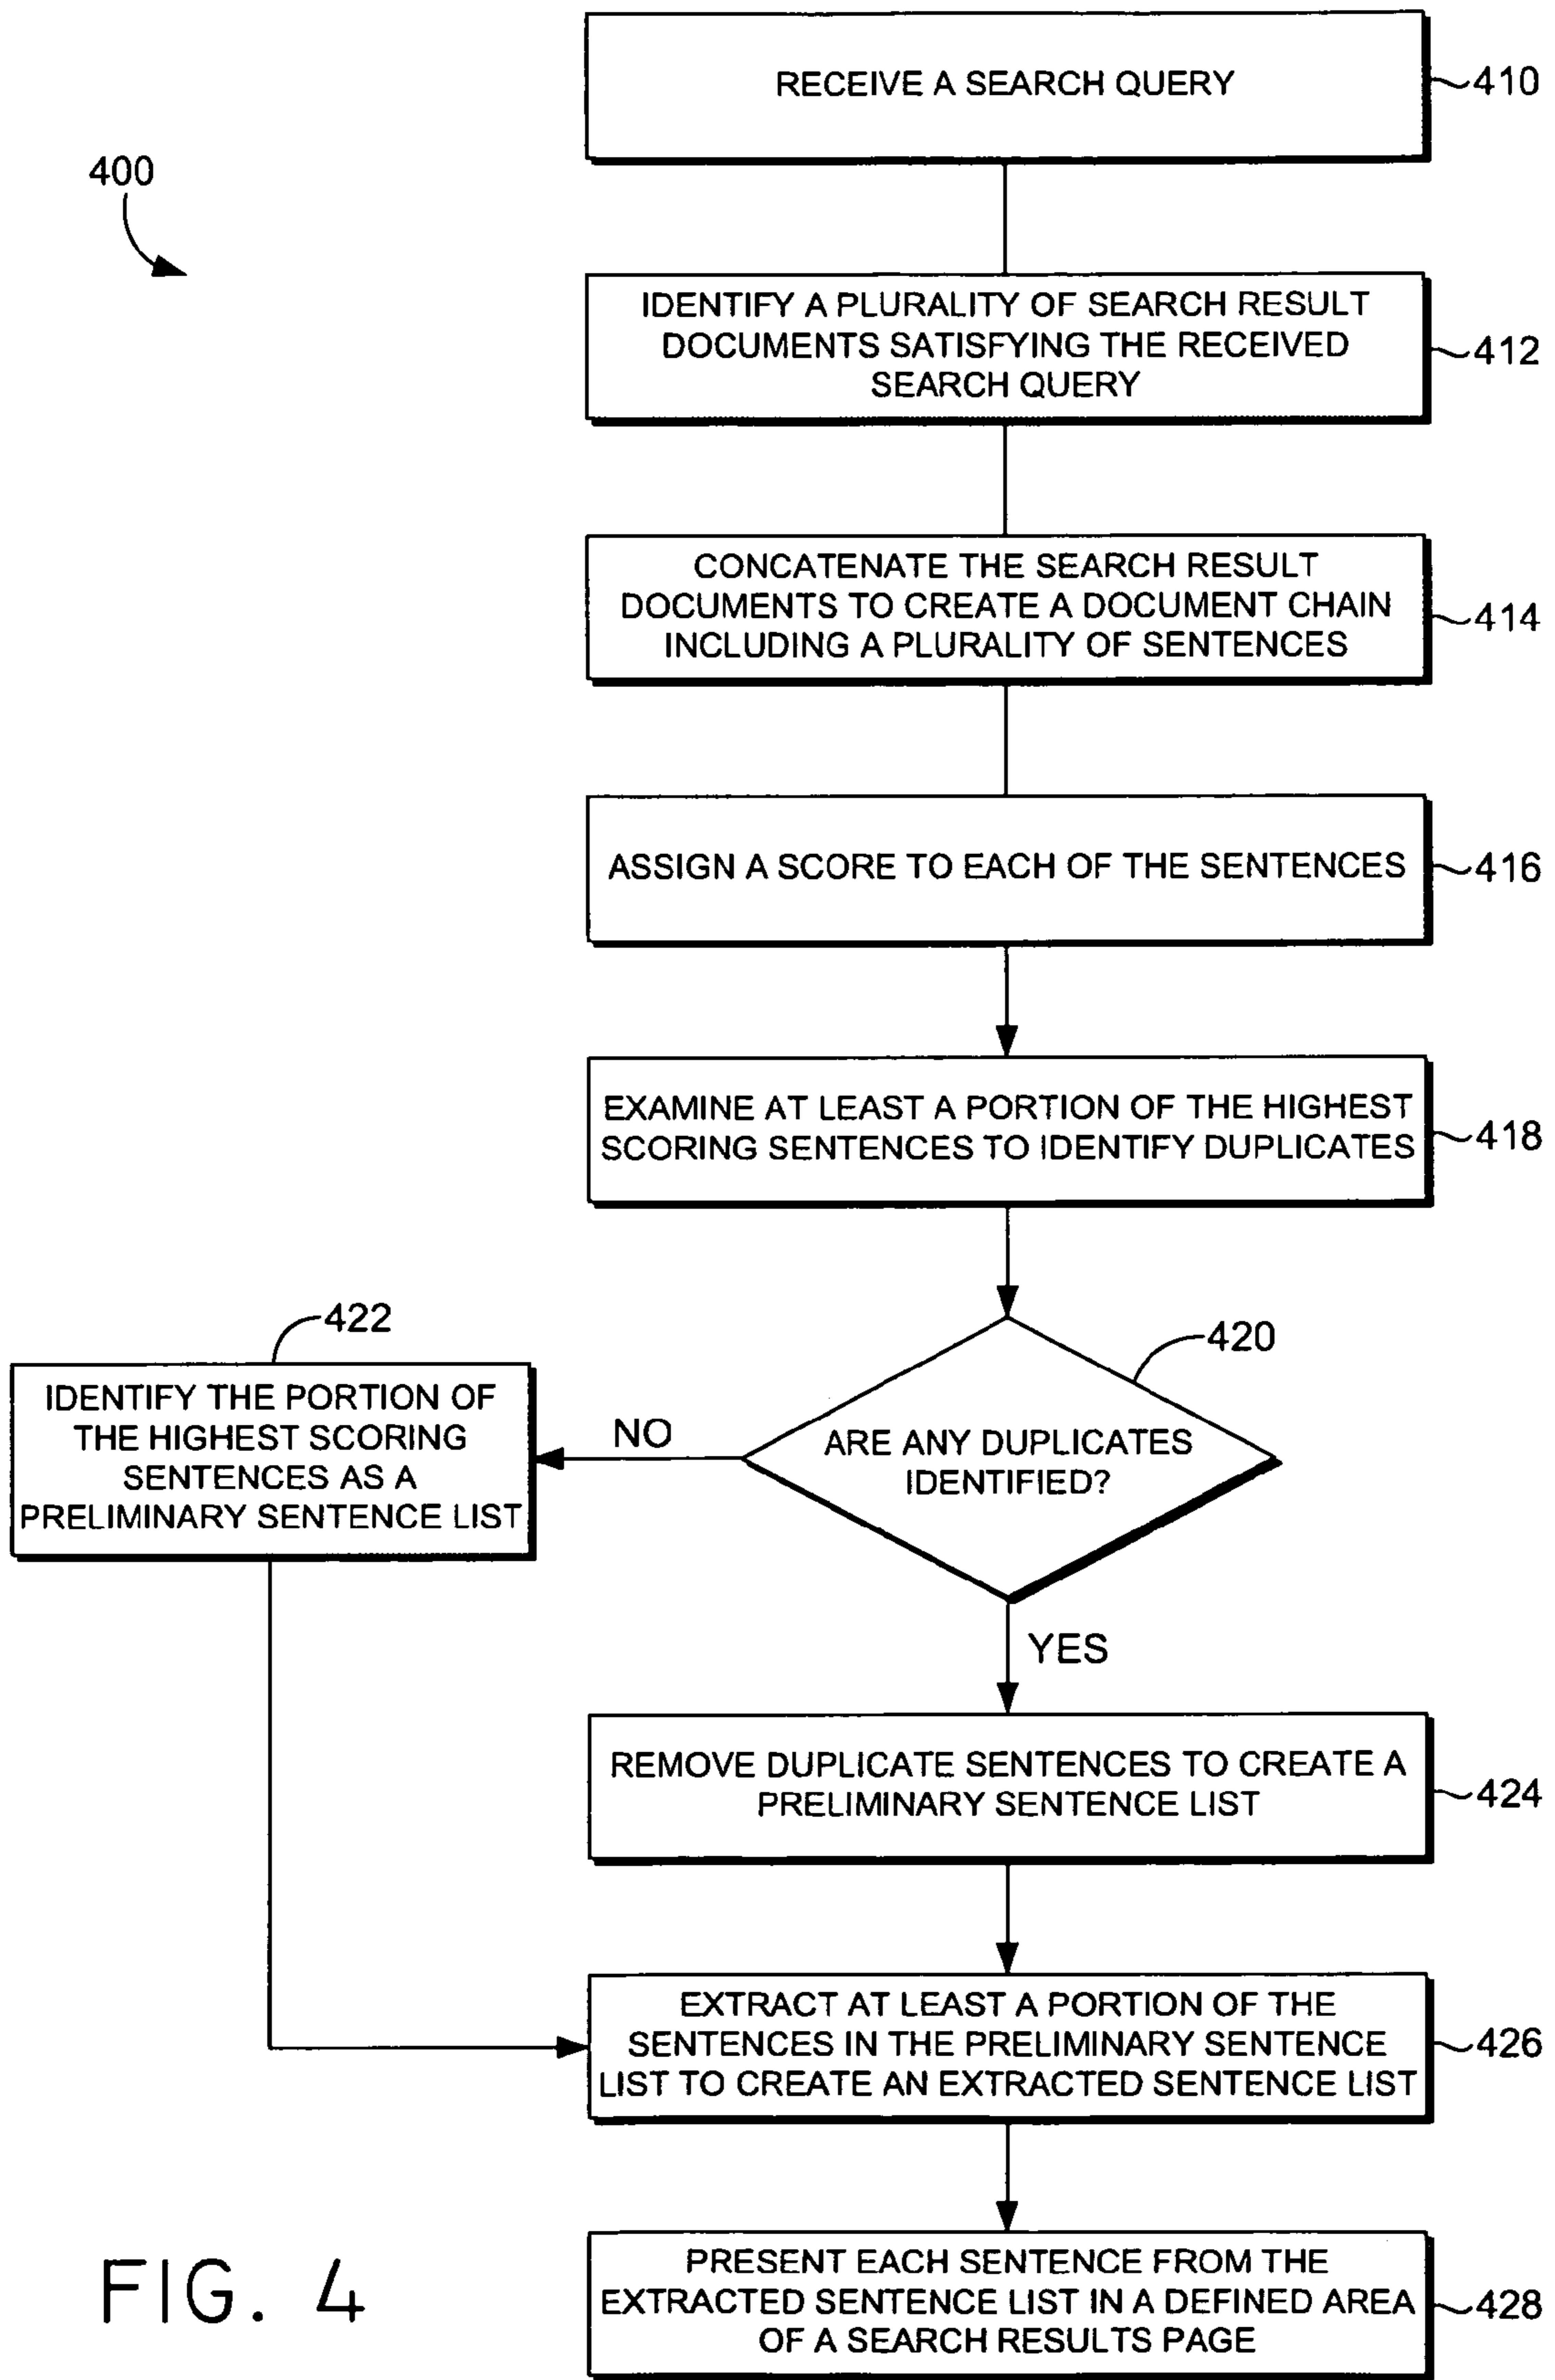 RECEIVE A SEARCH QUERY
410
400
IDENTIFY A PLURALITY OF SEARCH RESULT
DOCUMENTS SATISFYING THE RECEIVED
SEARCH QUERY
412
CONCATENATE THE SEARCH RESULT
DOCUMENTS TO CREATE A DOCUMENT CHAIN
INCLUDING A PLURALITY OF SENTENCES
414
ASSIGN A SCORE TO EACH OF THE SENTENCES
416
EXAMINE AT LEAST A PORTION OF THE HIGHEST
SCORING SENTENCES TO IDENTIFY DUPLICATES
418
422
420
IDENTIFY THE PORTION OF
THE HIGHEST SCORING
SENTENCES AS A
PRELIMINARY SENTENCE LIST
NO
ARE ANY DUPLICATES
IDENTIFIED?
YES
REMOVE DUPLICATE SENTENCES TO CREATE A
PRELIMINARY SENTENCE LIST
424
EXTRACT AT LEAST A PORTION OF THE
SENTENCES IN THE PRELIMINARY SENTENCE
LIST TO CREATE AN EXTRACTED SENTENCE LIST
426
PRESENT EACH SENTENCE FROM THE
EXTRACTED SENTENCE LIST IN A DEFINED AREA
OF A SEARCH RESULTS PAGE
428
FIG. 4